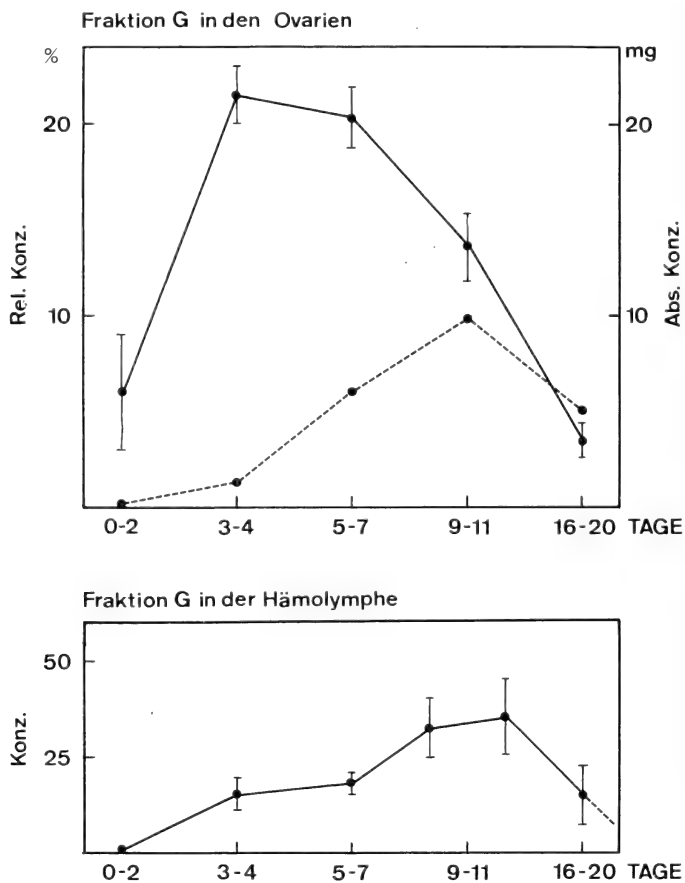 Fraktion G in den Ovarien
% mg
20 20
Rel. Konz. Abs. Konz.
10 10
0-2 3-4 5-7 9-11 16-20 TAGE
Fraktion G in der Hämolymphe
50
Konz.
25
0-2 3-4 5-7 9-11 16-20 TAGE